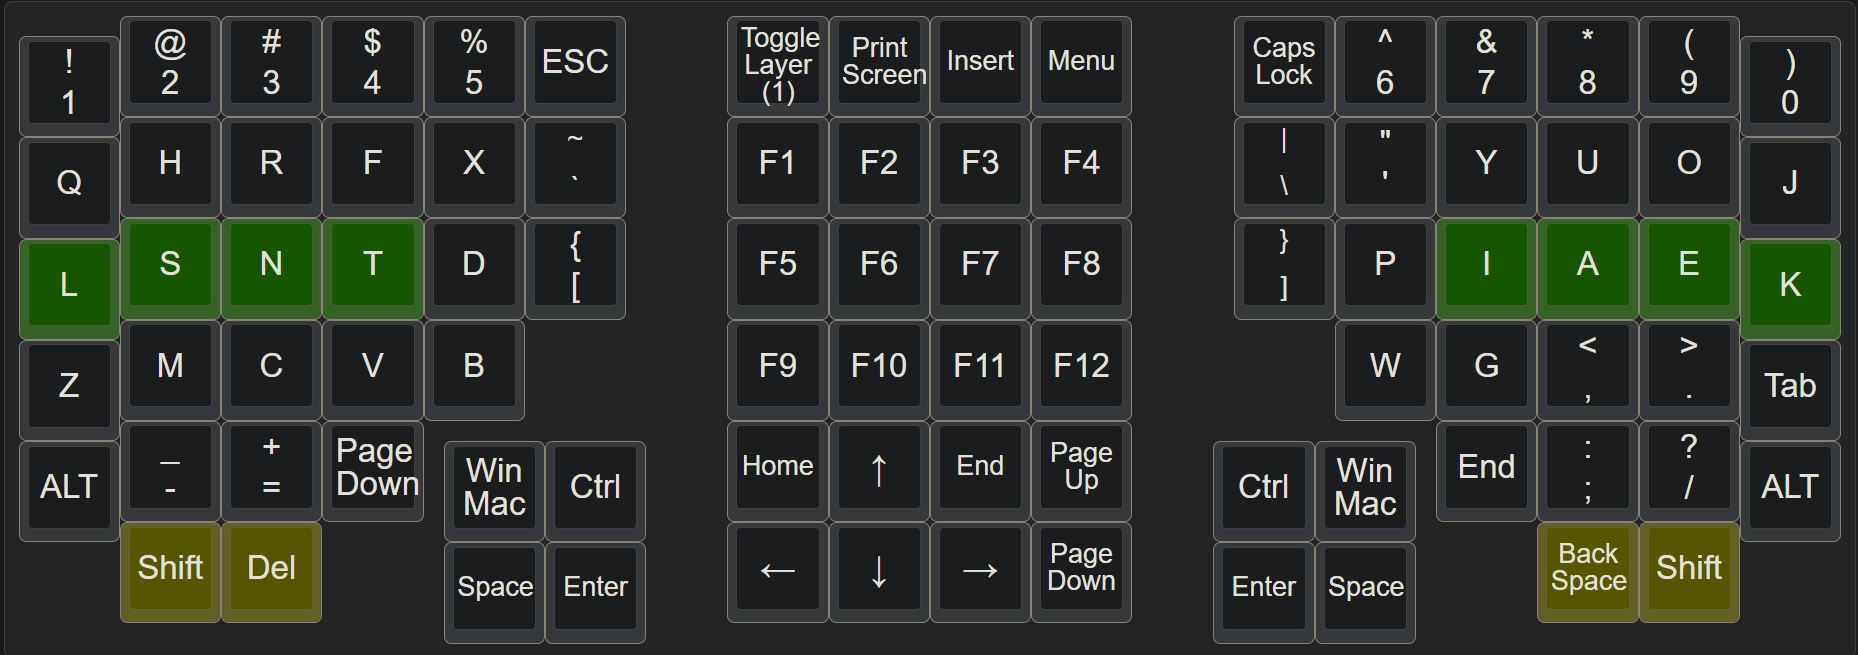 ! @ # $ % ESC Toggle Layer (1) Print Screen Insert Menu Caps Lock ^ & * ( )
1 2 3 4 5 6 7 8 9 0
Q H R F X ~ ` F1 F2 F3 F4 | \ " ' Y U O J
L S N T D { [ F5 F6 F7 F8 } ] P I A E K
Z M C V B F9 F10 F11 F12 W G < , > . Tab
ALT _ - + = Page Down Win Mac Ctrl Home ↑ End Page Up Ctrl Win Mac End : ; ? / ALT
Shift Del Space Enter ← ↓ → Page Down Enter Space Back Space Shift